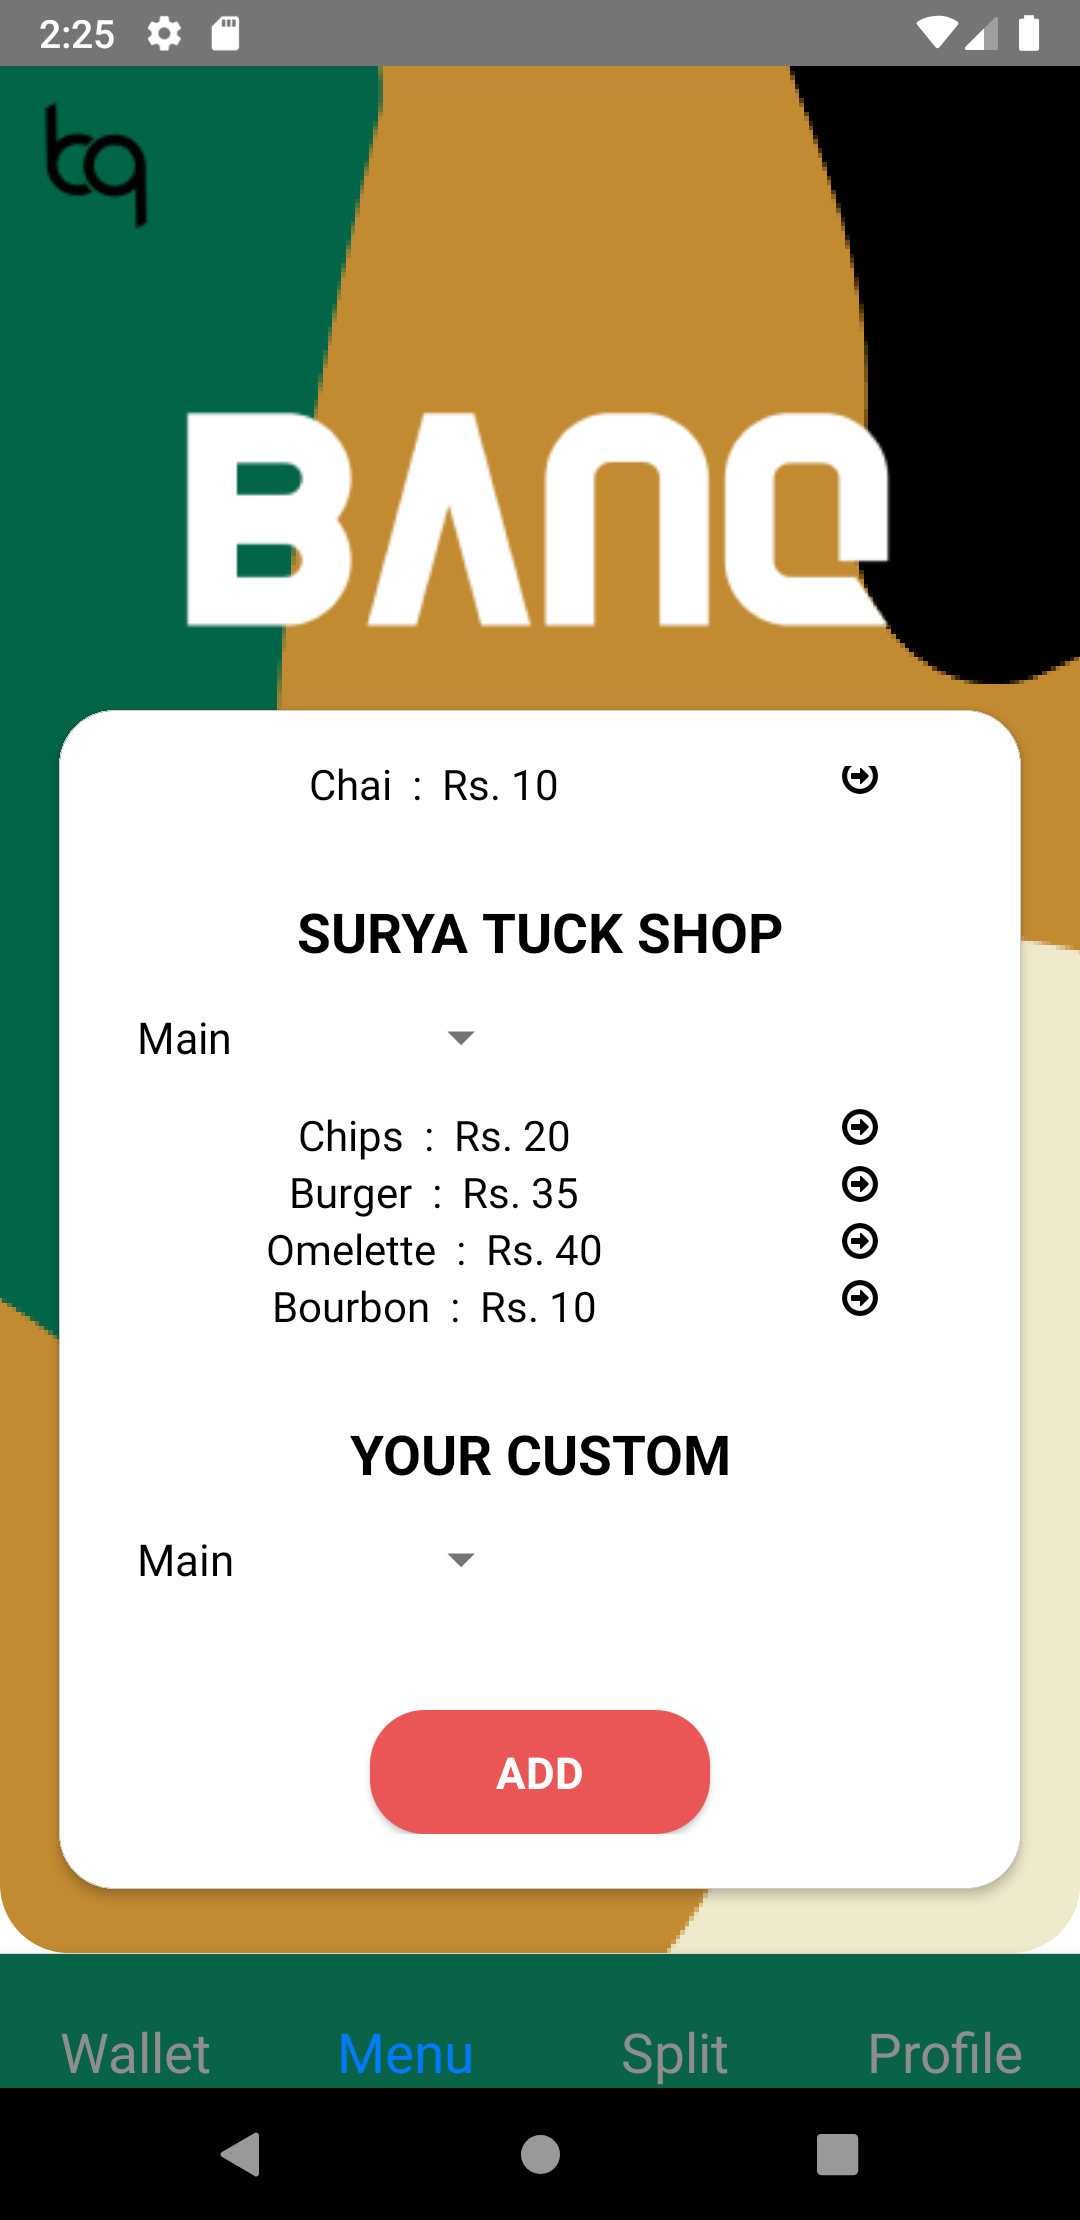 2:25
tq
BANQ
Chai : Rs. 10
SURYA TUCK SHOP
Main
Chips : Rs. 20
Burger : Rs. 35
Omelette : Rs. 40
Bourbon : Rs. 10
YOUR CUSTOM
Main
ADD
Wallet Menu Split Profile